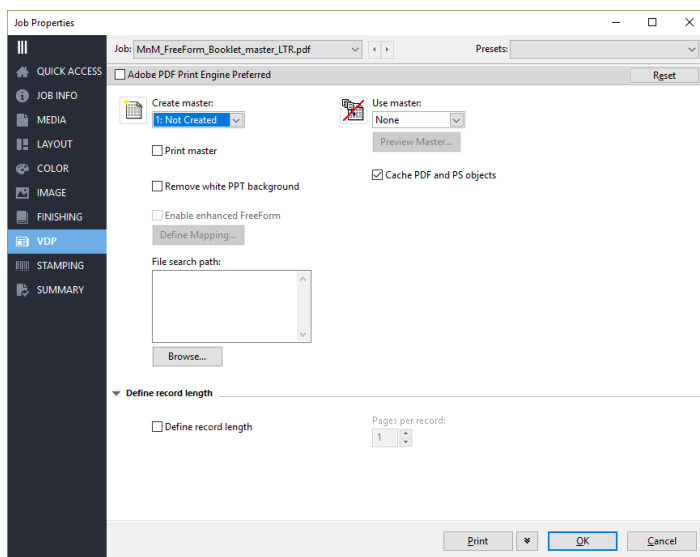 Job Properties
Job: MnM_FreeForm_Booklet_master_LTR.pdf
Presets:
QUICK ACCESS
JOB INFO
MEDIA
LAYOUT
COLOR
IMAGE
FINISHING
VDP
STAMPING
SUMMARY
Adobe PDF Print Engine Preferred
Reset
Create master:
1: Not Created
Use master:
None
Print master
Preview Master...
Cache PDF and PS objects
Remove white PPT background
Enable enhanced FreeForm
Define Mapping...
File search path:
Browse...
Define record length
Define record length
Pages per record:
1
Print
OK
Cancel